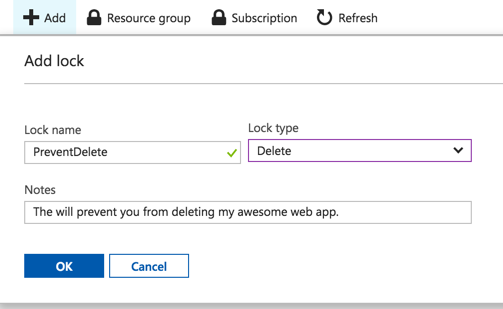 Add Resource group Subscription Refresh
Add lock
Lock name Lock type
PreventDelete Delete
Notes
The will prevent you from deleting my awesome web app.
OK Cancel